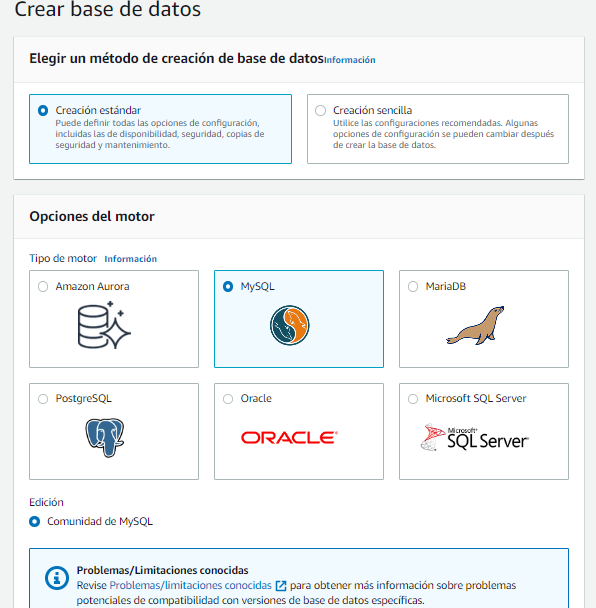 Crear base de datos
Elegir un método de creación de base de datosInformación
Creación estándar
Puede definir todas las opciones de configuración,
incluidas las de disponibilidad, seguridad, copias de
seguridad y mantenimiento.
Creación sencilla
Utilice las configuraciones recomendadas. Algunas
opciones de configuración se pueden cambiar después
de crear la base de datos.
Opciones del motor
Tipo de motor Información
Amazon Aurora
MySQL
MariaDB
PostgreSQL
Oracle
ORACLE
Microsoft SQL Server
Microsoft
SQL Server
Edición
Comunidad de MySQL
Problemas/Limitaciones conocidas
Revise Problemas/limitaciones conocidas para obtener más información sobre problemas
potenciales de compatibilidad con versiones de base de datos específicas.